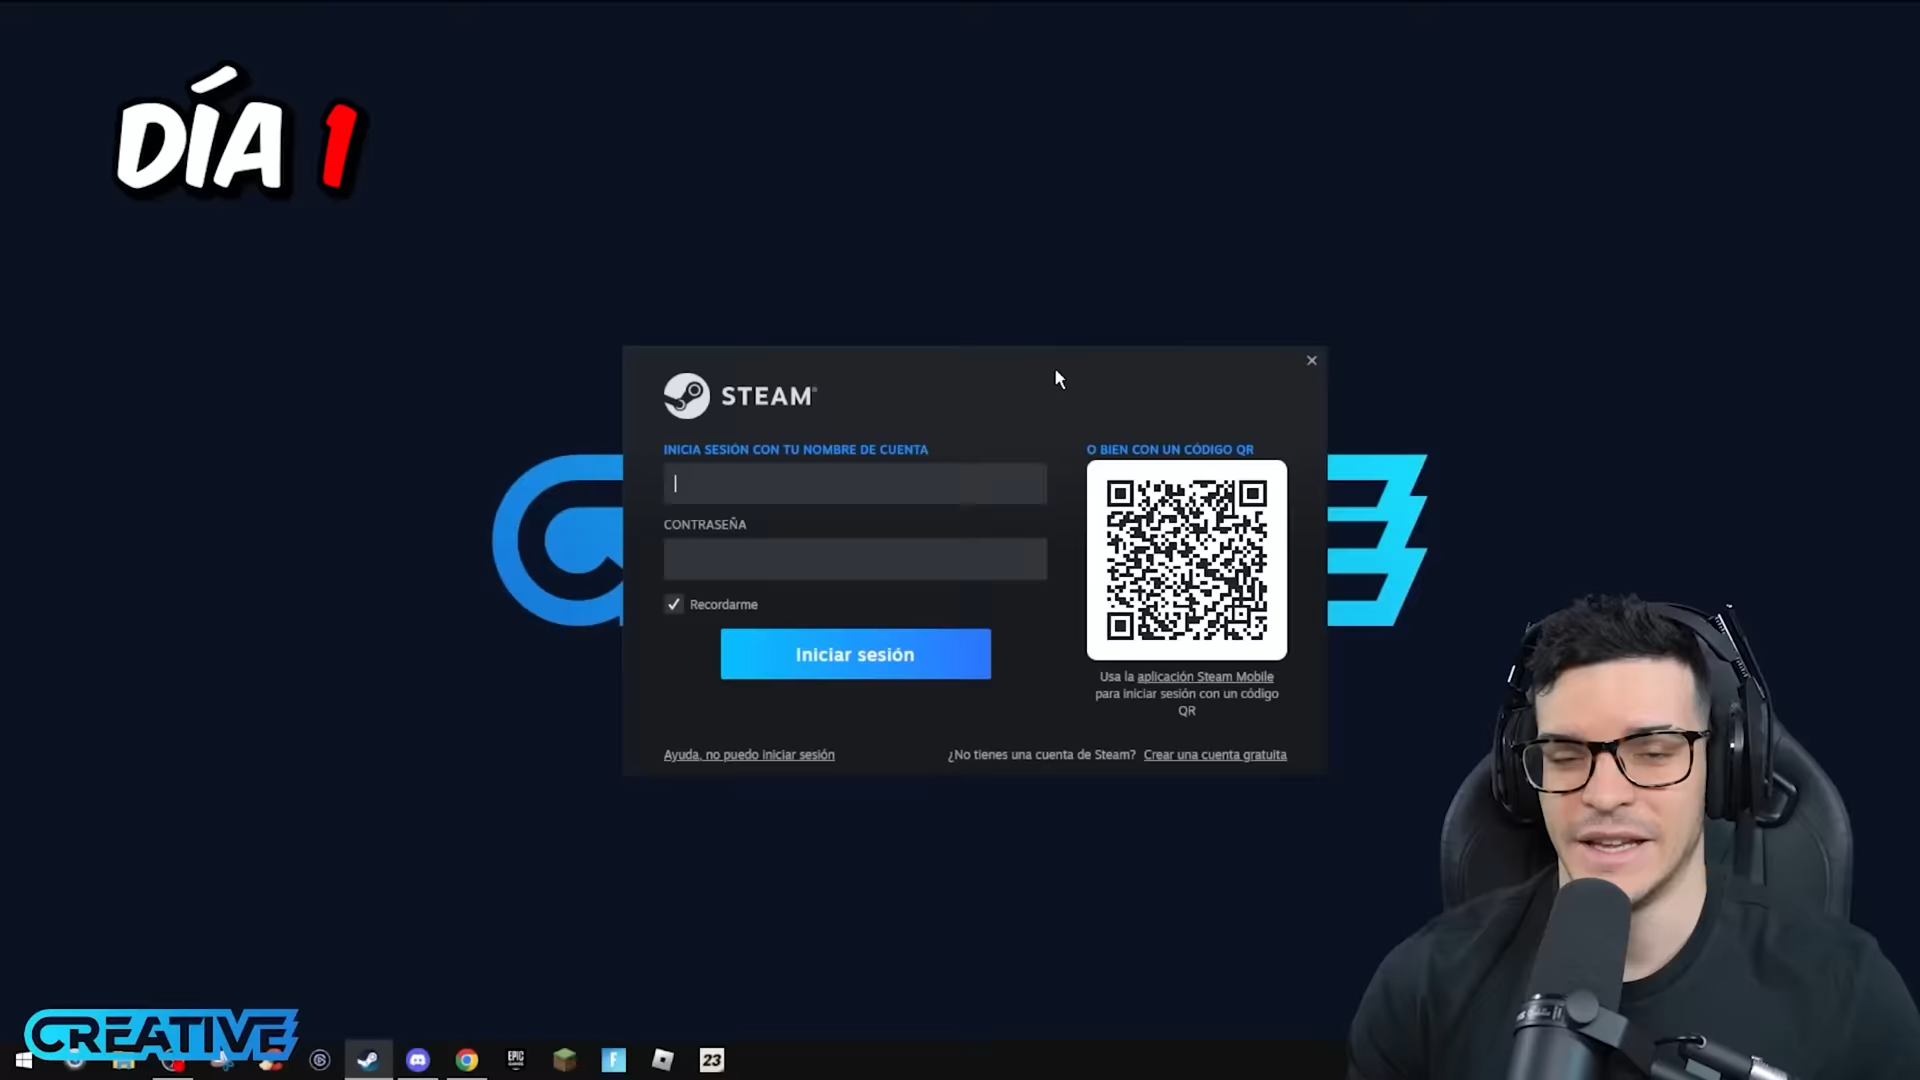 DÍA 1
STEAM®
INICIA SESIÓN CON TU NOMBRE DE CUENTA
O BIEN CON UN CÓDIGO QR
CONTRASEÑA
Recordarme
Iniciar sesión
Usa la aplicación Steam Mobile
para iniciar sesión con un código
QR
Ayuda, no puedo iniciar sesión
¿No tienes una cuenta de Steam? Crear una cuenta gratuita
CREATIVE
EPIC
23